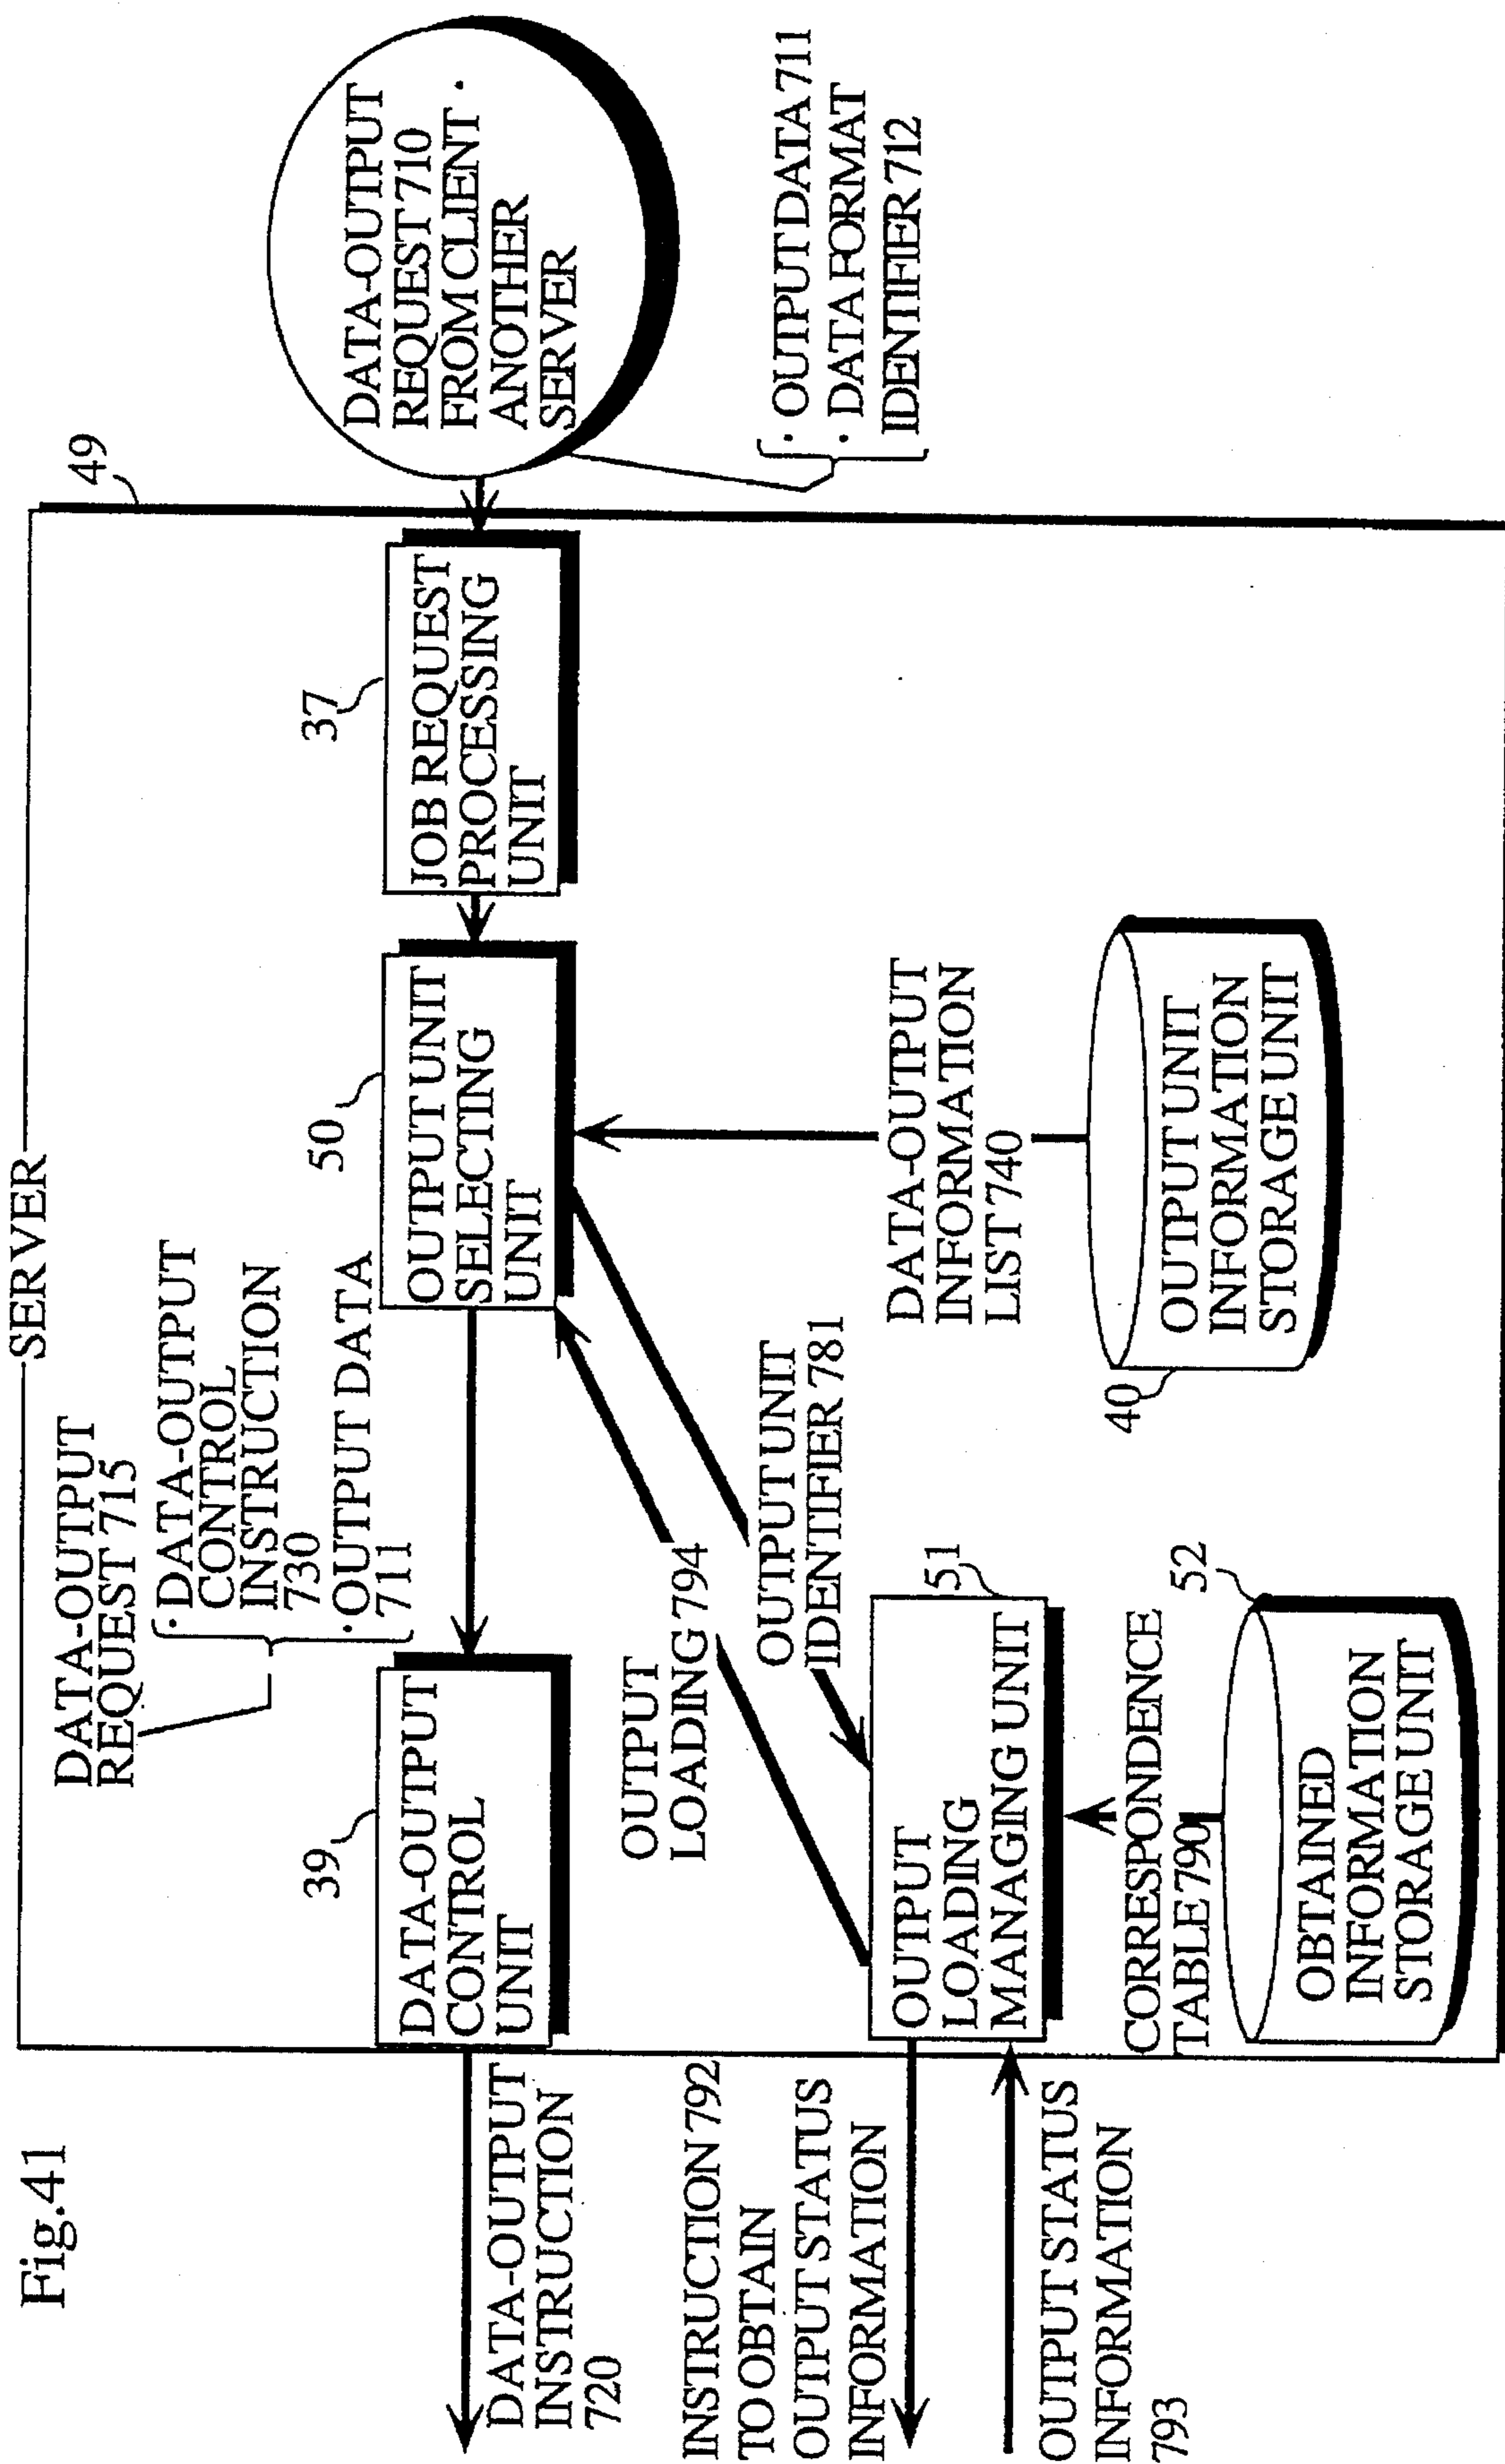 Fig.41
SERVER
49
DATA-OUTPUT
REQUEST 715
· DATA-OUTPUT
CONTROL
INSTRUCTION
730
· OUTPUT DATA
711
39
DATA-OUTPUT
CONTROL
UNIT
50
OUTPUT UNIT
SELECTING
UNIT
37
JOB REQUEST
PROCESSING
UNIT
DATA-OUTPUT
REQUEST 710
FROM CLIENT ·
ANOTHER
SERVER
· OUTPUT DATA 711
· DATA FORMAT
IDENTIFIER 712
DATA-OUTPUT
INSTRUCTION
720
OUTPUT
LOADING 794
OUTPUT UNIT
IDENTIFIER 781
DATA-OUTPUT
INFORMATION
LIST 740
INSTRUCTION 792
TO OBTAIN
OUTPUT STATUS
INFORMATION
OUTPUT
LOADING
MANAGING UNIT
51
OUTPUT STATUS
INFORMATION
793
CORRESPONDENCE
TABLE 790
52
OBTAINED
INFORMATION
STORAGE UNIT
40
OUTPUT UNIT
INFORMATION
STORAGE UNIT